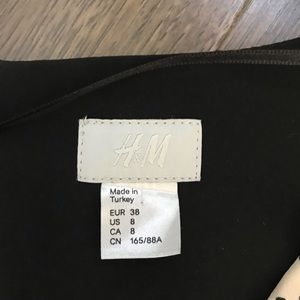 H&M
Made in
Turkey
EUR 38
US 8
CA 8
CN 165/88A